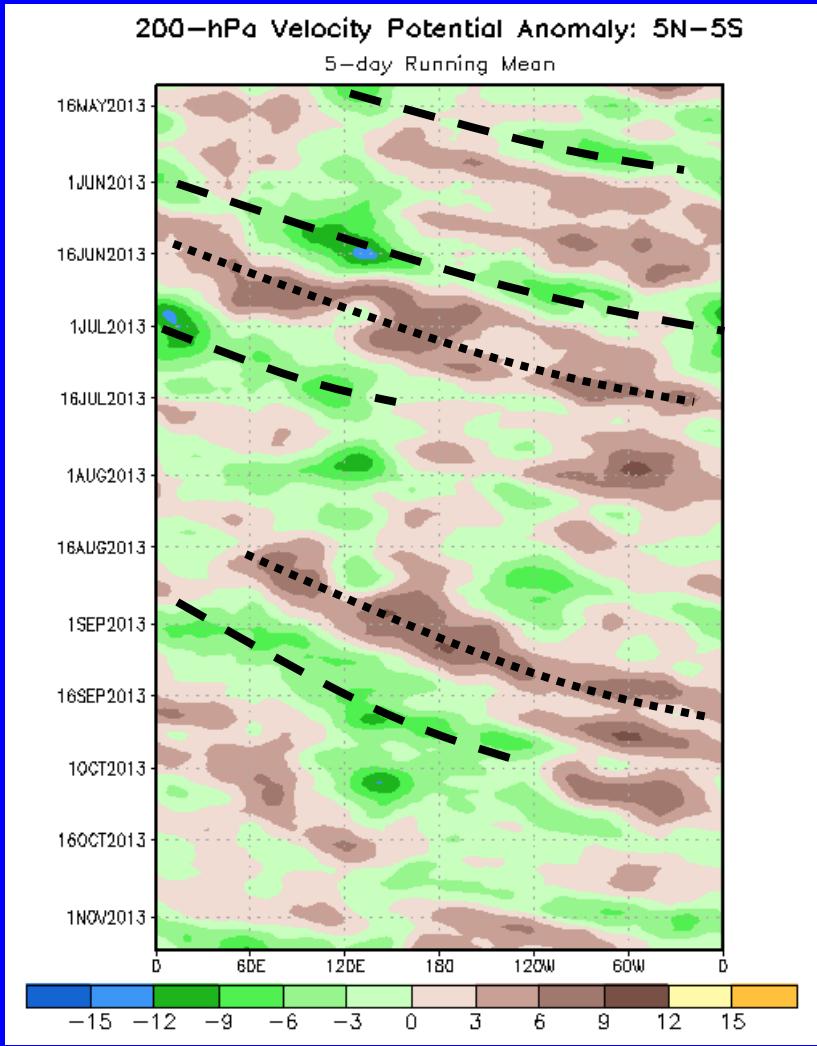 200-hPa Velocity Potential Anomaly: 5N-5S
5-day Running Mean
16MAY2013
1JUN2013
16JUN2013
1JUL2013
16JUL2013
1AUG2013
16AUG2013
1SEP2013
16SEP2013
1OCT2013
16OCT2013
1NOV2013
0 60E 120E 180 120W 60W 0
-15 -12 -9 -6 -3 0 3 6 9 12 15